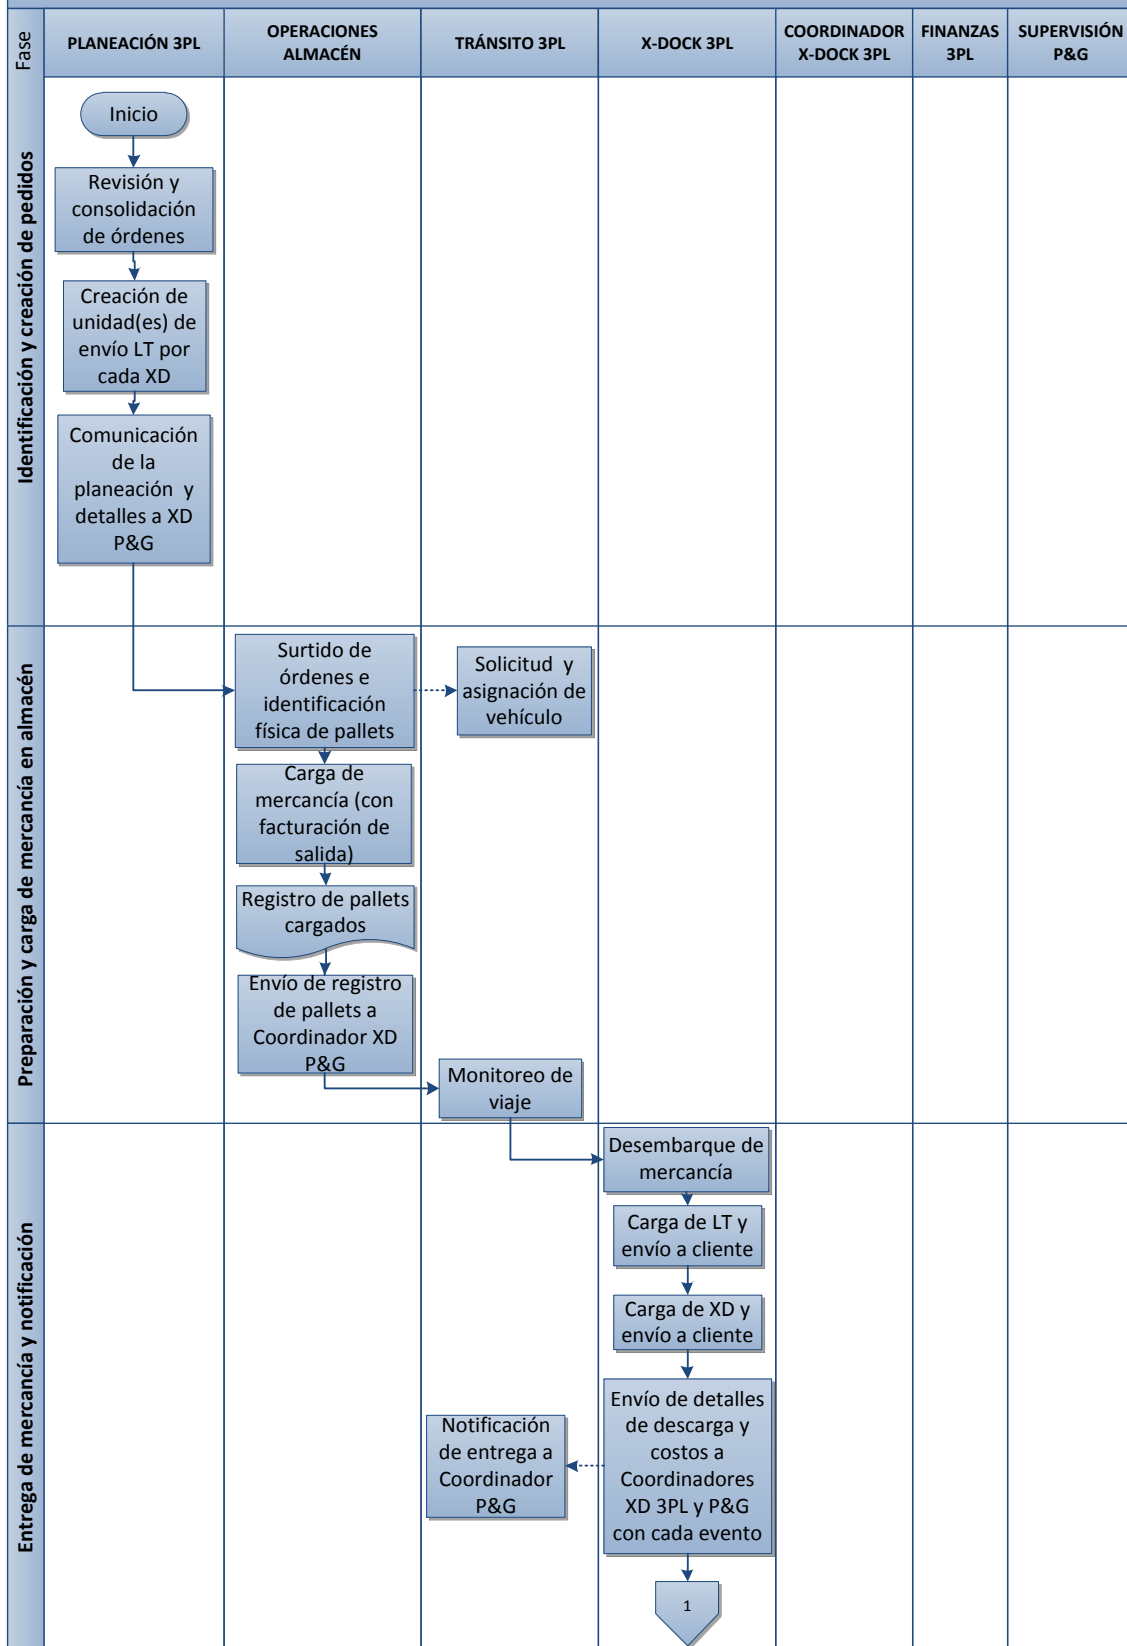 Fase
PLANEACIÓN 3PL
OPERACIONES
ALMACÉN
TRÁNSITO 3PL
X-DOCK 3PL
COORDINADOR
X-DOCK 3PL
FINANZAS
3PL
SUPERVISIÓN
P&G
Identificación y creación de pedidos
Inicio
Revisión y
consolidación
de órdenes
Creación de
unidad(es) de
envío LT por
cada XD
Comunicación
de la
planeación y
detalles a XD
P&G
Preparación y carga de mercancía en almacén
Surtido de
órdenes e
identificación
física de pallets
Solicitud y
asignación de
vehículo
Carga de
mercancía (con
facturación de
salida)
Registro de pallets
cargados
Envío de registro
de pallets a
Coordinador XD
P&G
Monitoreo de
viaje
Entrega de mercancía y notificación
Desembarque de
mercancía
Carga de LT y
envío a cliente
Carga de XD y
envío a cliente
Envío de detalles
de descarga y
costos a
Coordinadores
XD 3PL y P&G
con cada evento
Notificación
de entrega a
Coordinador
P&G
1